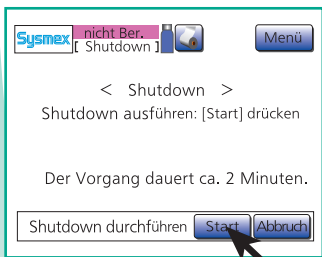 Sysmex nicht Ber. Menü
[ Shutdown ]
< Shutdown >
Shutdown ausführen: [Start] drücken
Der Vorgang dauert ca. 2 Minuten.
Shutdown durchführen Start Abbruch